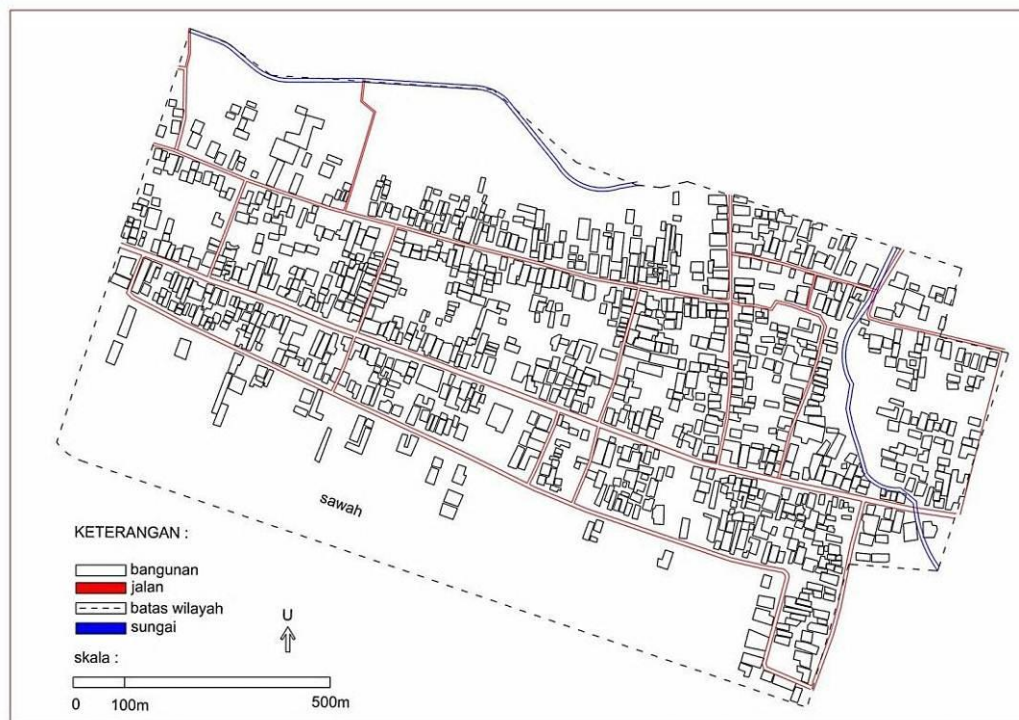 sawah
KETERANGAN :
bangunan
jalan
batas wilayah
sungai
U
skala :
0 100m 500m